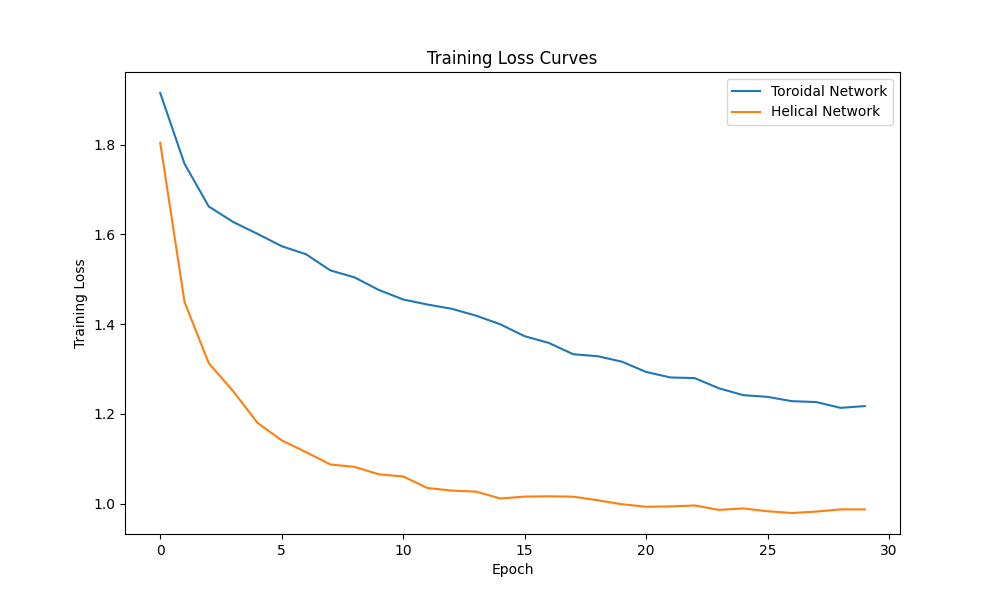 Training Loss Curves
Toroidal Network
Helical Network
Training Loss
1.8
1.6
1.4
1.2
1.0
0 5 10 15 20 25 30
Epoch